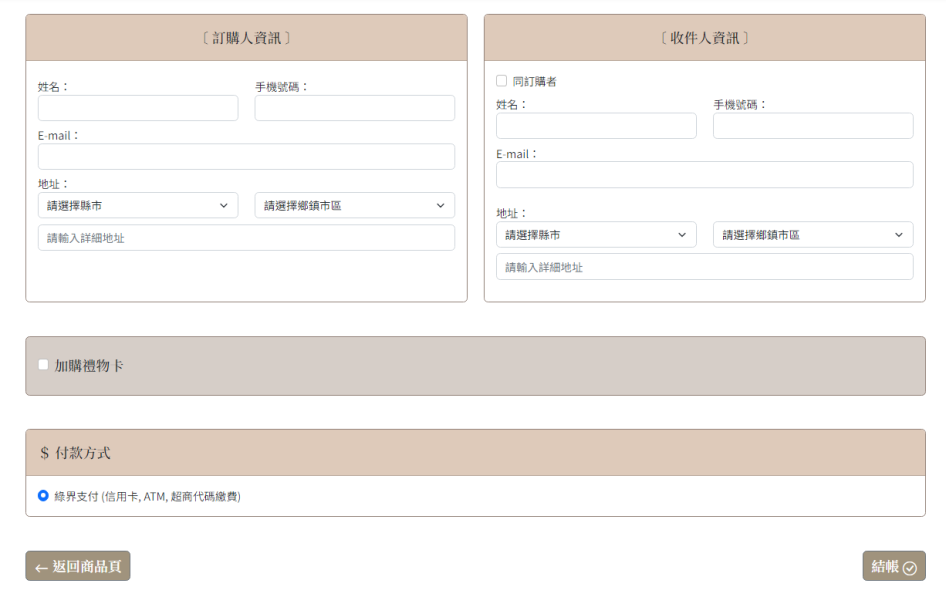 〔 訂購人資訊 〕
姓名：
手機號碼：
E-mail：
地址：
請選擇縣市
請選擇鄉鎮市區
請輸入詳細地址
〔 收件人資訊 〕
同訂購者
姓名：
手機號碼：
E-mail：
地址：
請選擇縣市
請選擇鄉鎮市區
請輸入詳細地址
加購禮物卡
$ 付款方式
綠界支付 (信用卡, ATM, 超商代碼繳費)
← 返回商品頁
結帳